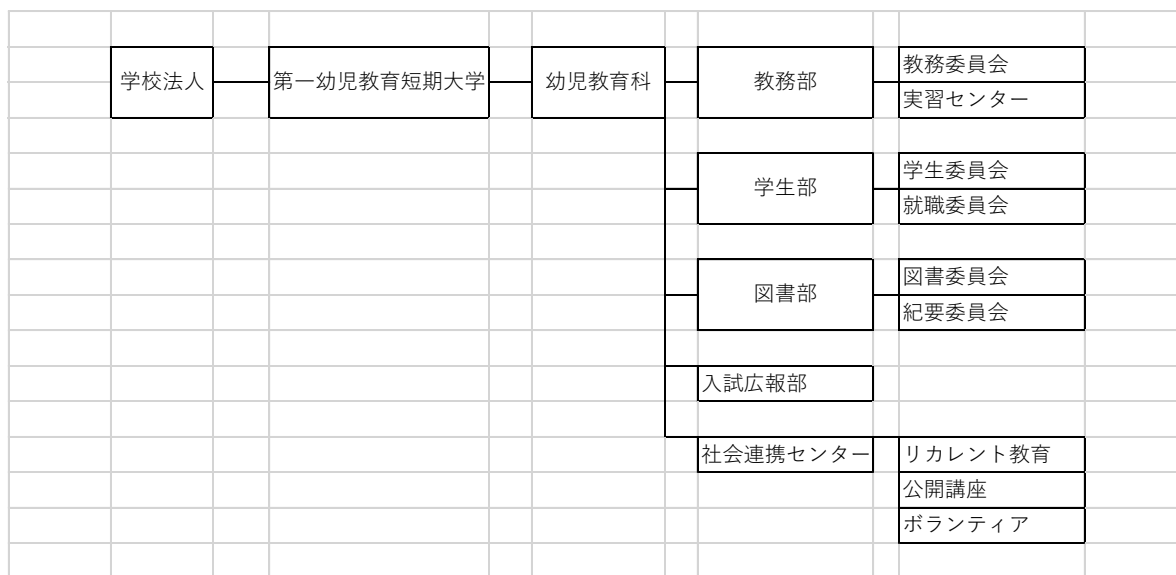 学校法人
第一幼児教育短期大学
幼児教育科
教務部
教務委員会
実習センター
学生部
学生委員会
就職委員会
図書部
図書委員会
紀要委員会
入試広報部
社会連携センター
リカレント教育
公開講座
ボランティア